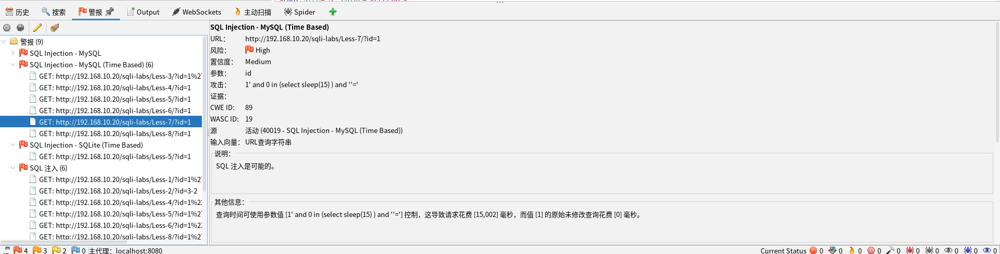 历史 搜索 警报 Output WebSockets 主动扫描 Spider
警报 (9)
SQL Injection - MySQL
SQL Injection - MySQL (Time Based) (6)
GET: http://192.168.10.20/sqli-labs/Less-3/?id=1%27
GET: http://192.168.10.20/sqli-labs/Less-4/?id=1
GET: http://192.168.10.20/sqli-labs/Less-5/?id=1
GET: http://192.168.10.20/sqli-labs/Less-6/?id=1
GET: http://192.168.10.20/sqli-labs/Less-7/?id=1
GET: http://192.168.10.20/sqli-labs/Less-8/?id=1
SQL Injection - SQLite (Time Based)
GET: http://192.168.10.20/sqli-labs/Less-5/?id=1
SQL 注入 (6)
GET: http://192.168.10.20/sqli-labs/Less-1/?id=1%27
GET: http://192.168.10.20/sqli-labs/Less-2/?id=3-2
GET: http://192.168.10.20/sqli-labs/Less-4/?id=1%22
GET: http://192.168.10.20/sqli-labs/Less-5/?id=1%27
GET: http://192.168.10.20/sqli-labs/Less-6/?id=1%22
GET: http://192.168.10.20/sqli-labs/Less-8/?id=1%27
SQL Injection - MySQL (Time Based)
URL: http://192.168.10.20/sqli-labs/Less-7/?id=1
风险: High
置信度: Medium
参数: id
攻击: 1' and 0 in (select sleep(15) ) and ''='
证据:
CWE ID: 89
WASC ID: 19
源 活动 (40019 - SQL Injection - MySQL (Time Based))
输入向量: URL查询字符串
说明:
SQL 注入是可能的。
其他信息:
查询时间可使用参数值 [1' and 0 in (select sleep(15) ) and ''='] 控制，这导致请求花费 [15,002] 毫秒，而值 [1] 的原始未修改查询花费 [0] 毫秒。
4 3 2 0 主代理: localhost:8080 Current Status 0 0 0 0 0 0 0 0 0 0